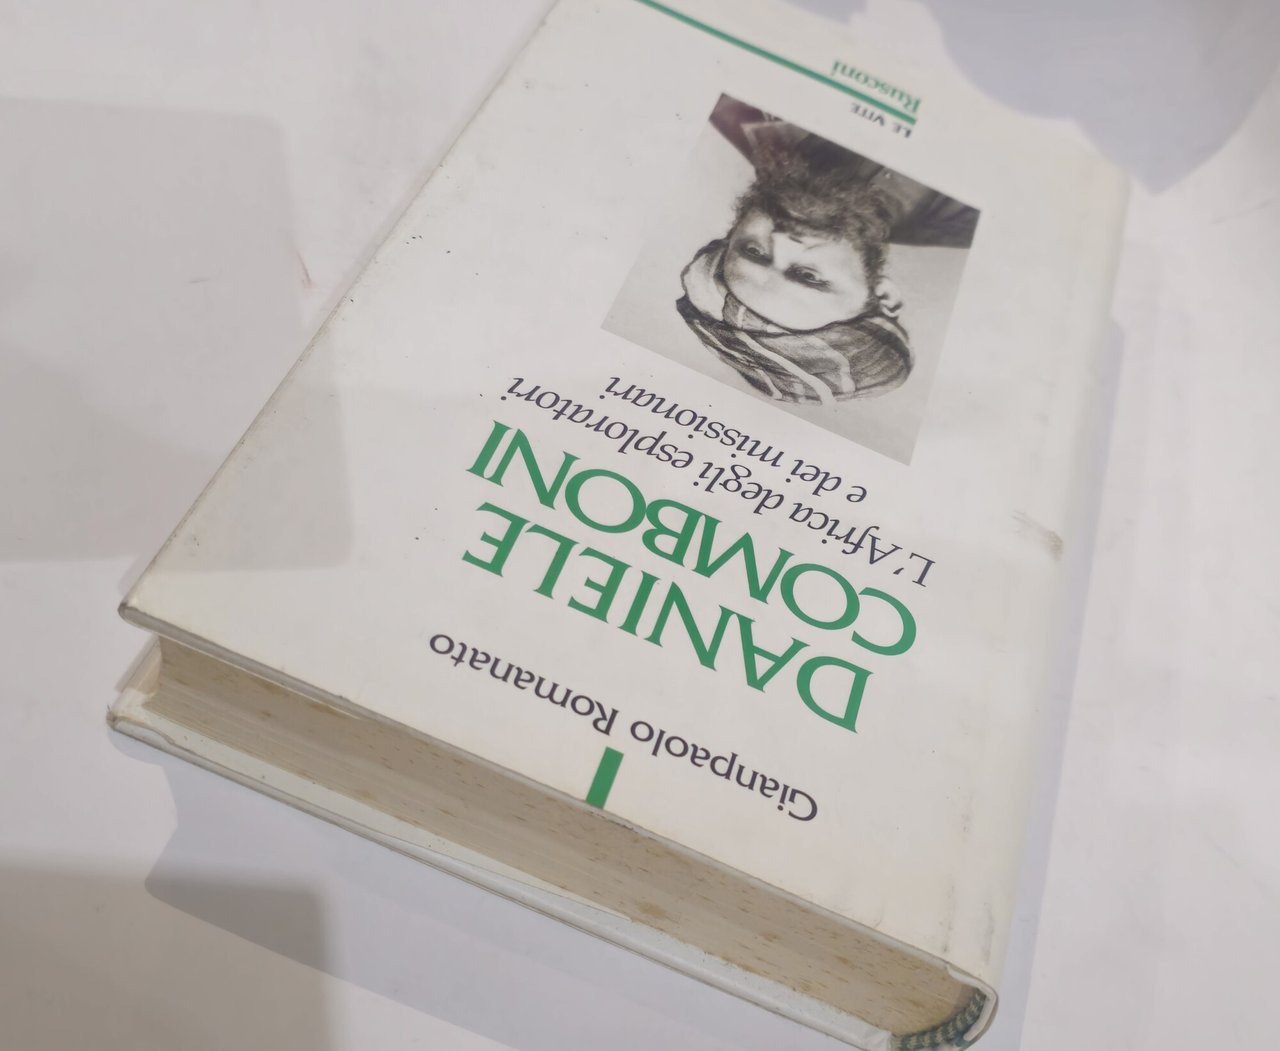 Gianpaolo Romanato
DANIELE
COMBONI
L'Africa degli esploratori
e dei missionari
LE VITE
Rusconi